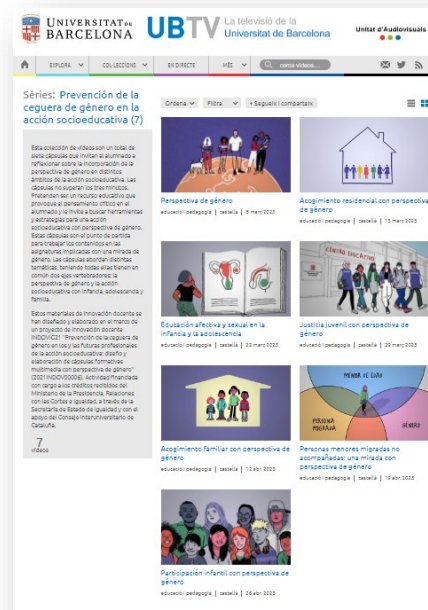 UNIVERSITAT DE
BARCELONA
UBTV
La televisió de la
Universitat de Barcelona
Unitat d'Audiovisuals
EXPLORA
COL·LECCIONS
EN DIRECTE
MÉS
cerca vídeos...
Sèries: Prevención de la
ceguera de género en la
acción socioeducativa (7)
Esta colección de vídeos son un total de
siete cápsulas que invitan al alumnado a
reflexionar sobre la incorporación de la
perspectiva de género en distintos
ámbitos de la acción socioeducativa. Las
cápsulas no superan los tres minutos.
Pretenden ser un recurso educativo que
provoque el pensamiento crítico en el
alumnado y le invite a buscar herramientas
y estrategias para una acción
socioeducativa con perspectiva de género.
Estas cápsulas son el punto de partida
para trabajar los contenidos en las
asignaturas implicadas con una mirada de
género. Las cápsulas abordan distintas
temáticas, teniendo todas ellas tienen en
común dos ejes vertebradores: la
perspectiva de género y la acción
socioeducativa con infancia, adolescencia y
familia.
Estos materiales de innovación docente se
han diseñado y elaborado en el marco de
un proyecto de innovación docente
INDOVIG21 "Prevención de la ceguera de
género en los y las futuras profesionales
de la acción socioeducativa: diseño y
elaboración de cápsulas formativas
multimedia con perspectiva de género"
(2021INDOV00006). Actividad financiada
con cargo a los créditos recibidos del
Ministerio de la Presidencia, Relaciones
con las Cortes e Igualdad, a través de la
Secretaría de Estado de Igualdad y con el
apoyo del Consejo Interuniversitario de
Cataluña.
7
vídeos
Ordena
Filtra
+ Segueix i comparteix
Perspectiva de género
educació i pedagogia | castellà | 8 març 2023
Acogimiento residencial con perspectiva
de género
educació i pedagogia | castellà | 13 març 2023
Educación afectiva y sexual en la
infancia y la adolescencia
educació i pedagogia | castellà | 22 març 2023
CENTRO EDUCATIVO
Justicia juvenil con perspectiva de
género
educació i pedagogia | castellà | 29 març 2023
Acogimiento familiar con perspectiva de
género
educació i pedagogia | castellà | 12 abr. 2023
MENOR DE EDAD
PERSONA
MIGRADA
GÉNERO
Personas menores migradas no
acompañadas: una mirada con
perspectiva de género
educació i pedagogia | castellà | 19 abr. 2023
Participación infantil con perspectiva de
género
educació i pedagogia | castellà | 26 abr. 2023